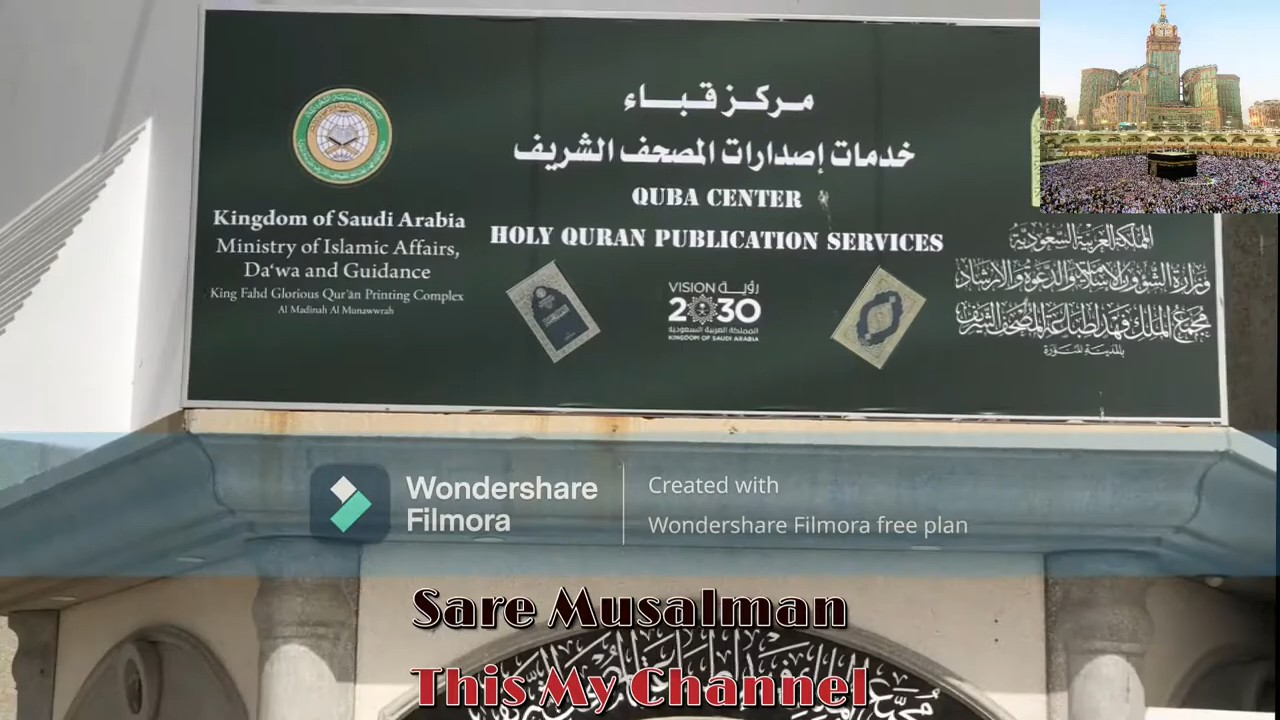 مركز قباء
خدمات إصدارات المصحف الشريف
QUBA CENTER
HOLY QURAN PUBLICATION SERVICES
Kingdom of Saudi Arabia
Ministry of Islamic Affairs,
Da‘wa and Guidance
King Fahd Glorious Qur’ān Printing Complex
Al Madinah Al Munawwrah
VISION رؤية
2030
المملكة العربية السعودية
KINGDOM OF SAUDI ARABIA
المملكة العربية السعودية
وزارة الشؤون الإسلامية والدعوة والإرشاد
مجمع الملك فهد لطباعة المصحف الشريف
بالمدينة المنورة
Wondershare
Filmora
Created with
Wondershare Filmora free plan
Sare Musalman
This My Channel